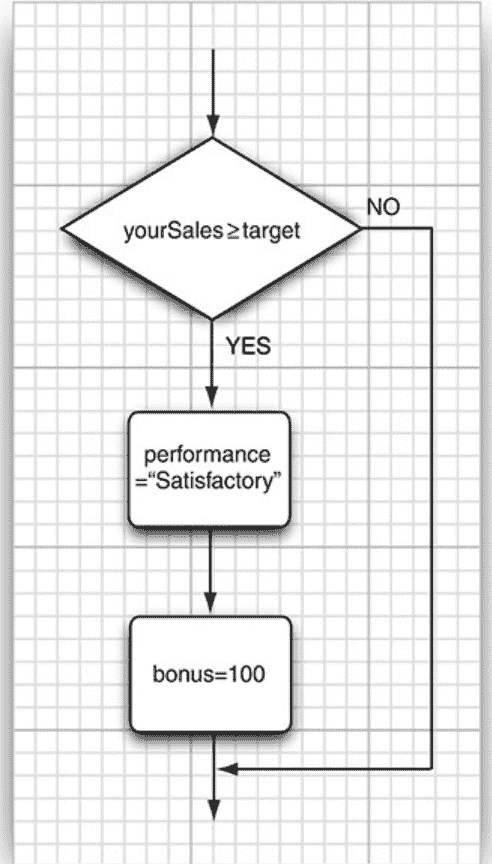 yourSales≥target
NO
YES
performance
=“Satisfactory”
bonus=100